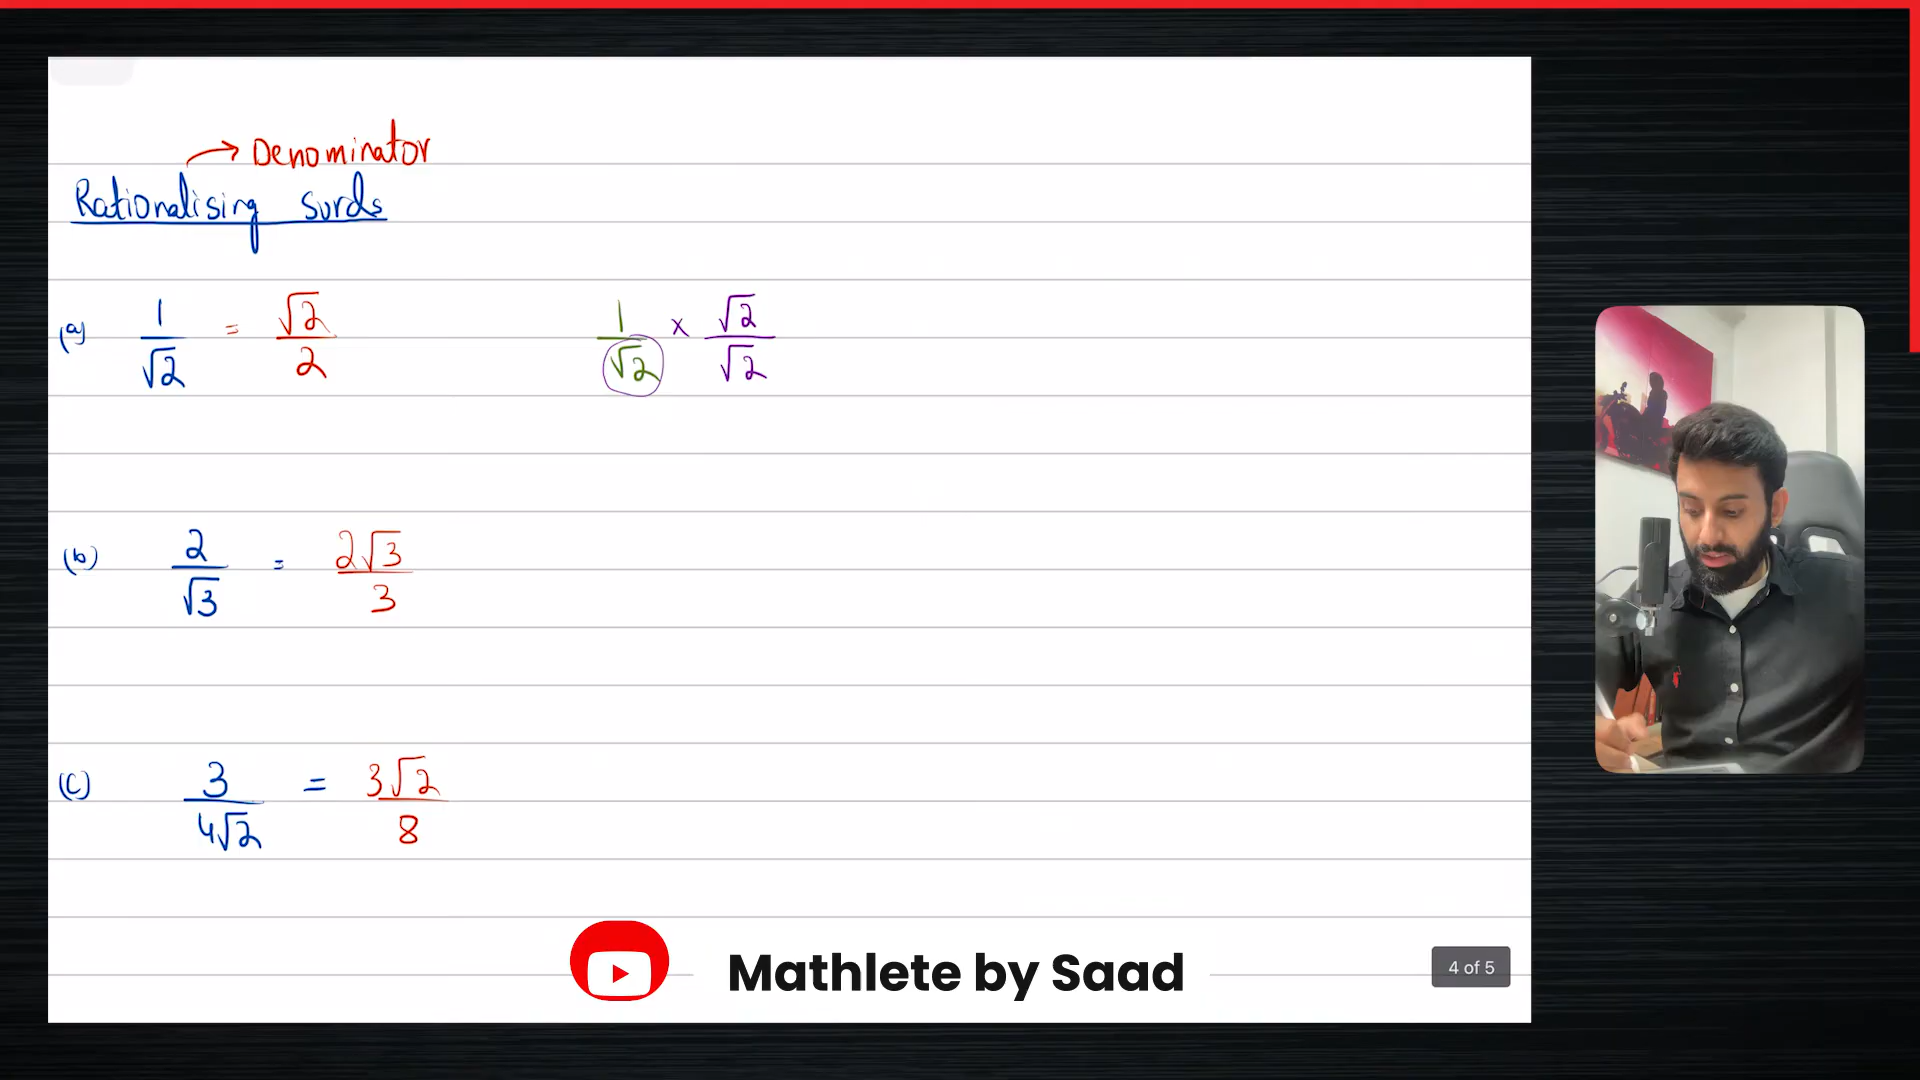 → Denominator
Rationalising surds
(a) 1/√2 = √2/2 1/√2 × √2/√2
(b) 2/√3 = 2√3/3
(c) 3/4√2 = 3√2/8
Mathlete by Saad
4 of 5